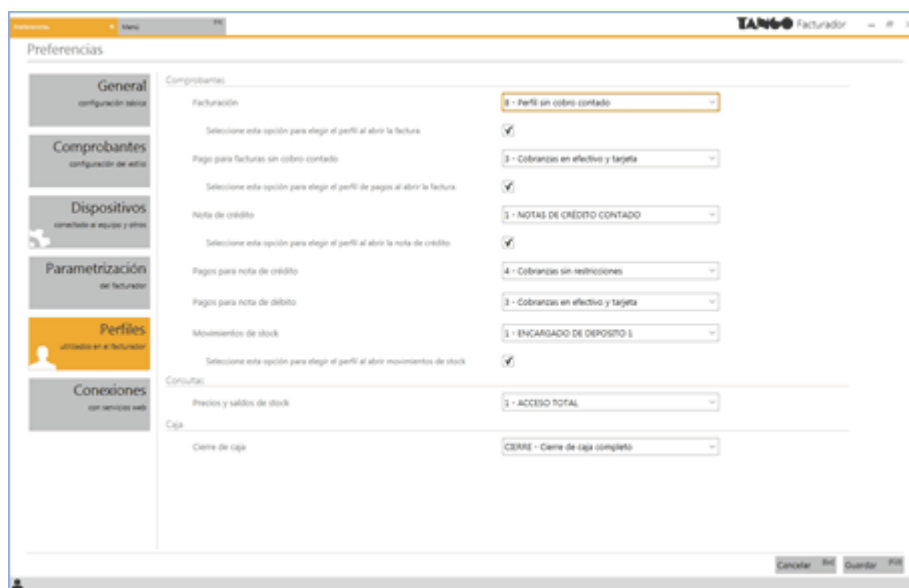 Preferencias
Menú
TANGO Facturador
Preferencias
General
configuración básica
Comprobantes
configuración del estilo
Dispositivos
conectado al equipo y otros
Parametrización
del facturador
Perfiles
utilizados en el facturador
Conexiones
con servicios web
Comprobantes
Facturación
8 - Perfil sin cobro contado
Seleccione esta opción para elegir el perfil al abrir la factura
Pago para facturas sin cobro contado
3 - Cobranzas en efectivo y tarjeta
Seleccione esta opción para elegir el perfil de pagos al abrir la factura
Nota de crédito
1 - NOTAS DE CRÉDITO CONTADO
Seleccione esta opción para elegir el perfil al abrir la nota de crédito
Pagos para nota de crédito
4 - Cobranzas sin restricciones
Pagos para nota de débito
3 - Cobranzas en efectivo y tarjeta
Movimientos de stock
1 - ENCARGADO DE DEPOSITO 1
Seleccione esta opción para elegir el perfil al abrir movimientos de stock
Consultas
Precios y saldos de stock
1 - ACCESO TOTAL
Caja
Cierre de caja
CIERRE - Cierre de caja completo
Cancelar
Guardar